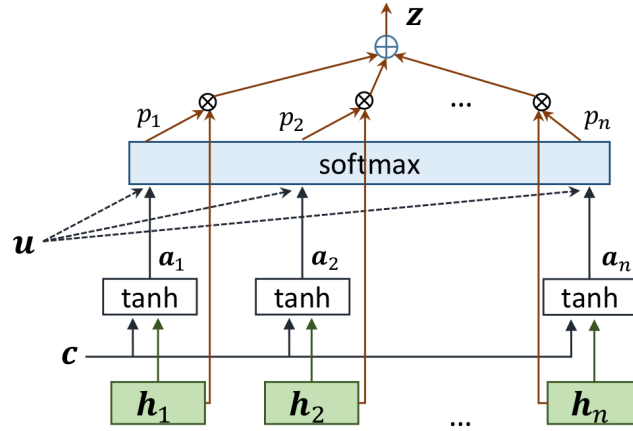 z
p₁ p₂ ... pₙ
softmax
u
a₁ a₂ aₙ
tanh tanh tanh
c
h₁ h₂ ... hₙ